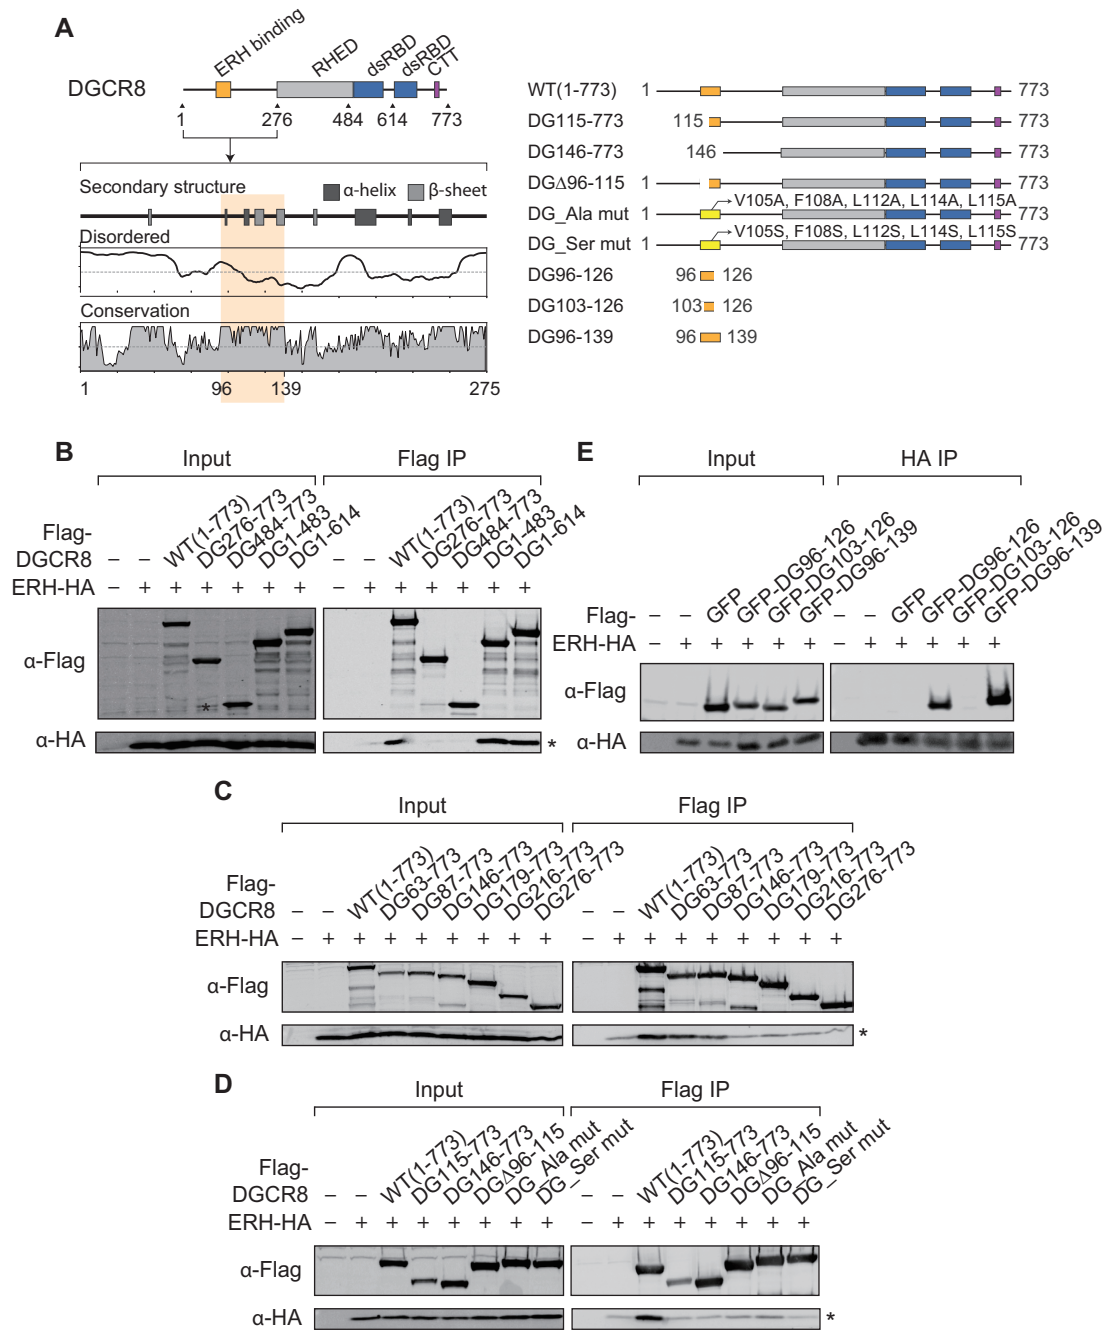 A
DGCR8
ERH binding
RHED
dsRBD
dsRBD
CTT
1 276 484 614 773
Secondary structure
α-helix β-sheet
Disordered
Conservation
1 96 139 275
WT(1-773) 1 773
DG115-773 115 773
DG146-773 146 773
DGΔ96-115 1 773
V105A, F108A, L112A, L114A, L115A
DG_Ala mut 1 773
V105S, F108S, L112S, L114S, L115S
DG_Ser mut 1 773
DG96-126 96 126
DG103-126 103 126
DG96-139 96 139
B
Input Flag IP
Flag-
DGCR8 – – WT(1-773) DG276-773 DG484-773 DG1-483 DG1-614 – – WT(1-773) DG276-773 DG484-773 DG1-483 DG1-614
ERH-HA – + + + + + + – + + + + + +
α-Flag
*
α-HA *
E
Input HA IP
Flag- – – GFP GFP-DG96-126 GFP-DG103-126 GFP-DG96-139 – – GFP GFP-DG96-126 GFP-DG103-126 GFP-DG96-139
ERH-HA – + + + + + – + + + + +
α-Flag
α-HA
C
Input Flag IP
Flag-
DGCR8 – – WT(1-773) DG63-773 DG87-773 DG146-773 DG179-773 DG216-773 DG276-773 – – WT(1-773) DG63-773 DG87-773 DG146-773 DG179-773 DG216-773 DG276-773
ERH-HA – + + + + + + + + – + + + + + + + +
α-Flag
α-HA *
D
Input Flag IP
Flag-
DGCR8 – – WT(1-773) DG115-773 DG146-773 DGΔ96-115 DG_Ala mut DG_Ser mut – – WT(1-773) DG115-773 DG146-773 DGΔ96-115 DG_Ala mut DG_Ser mut
ERH-HA – + + + + + + + – + + + + + + +
α-Flag
α-HA *